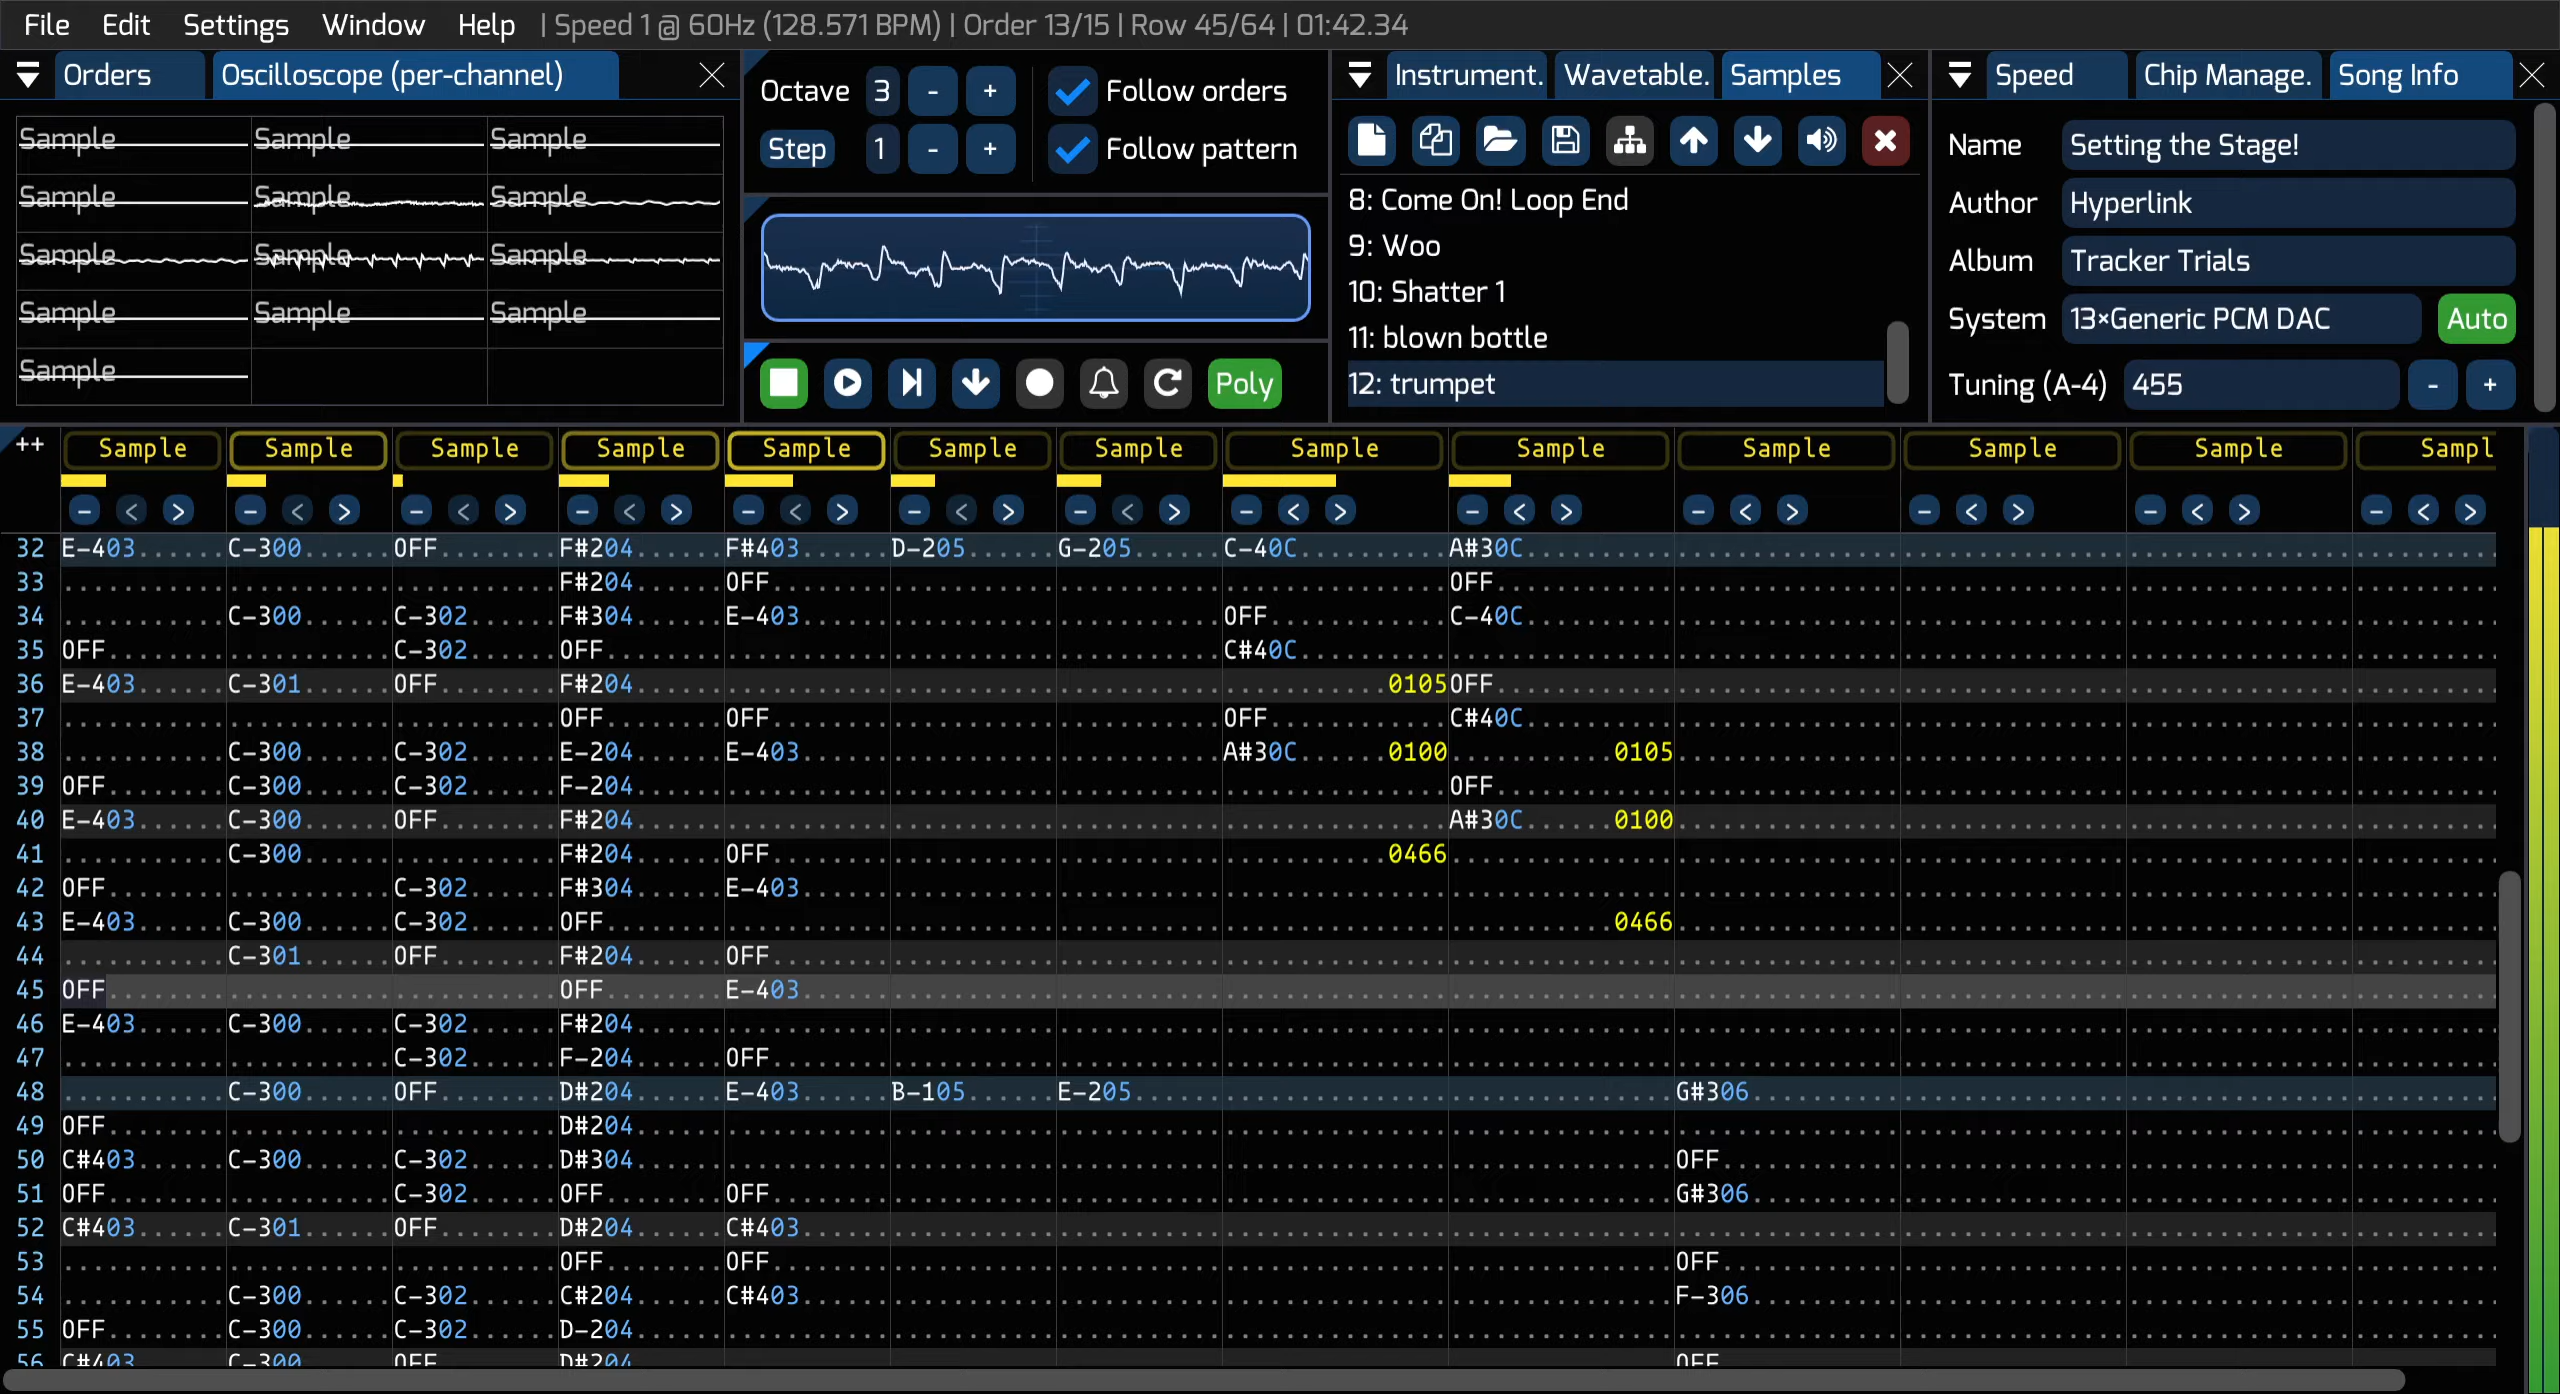 File Edit Settings Window Help | Speed 1 @ 60Hz (128.571 BPM) | Order 13/15 | Row 45/64 | 01:42.34
Orders Oscilloscope (per-channel)
Sample Sample Sample
Sample Sample Sample
Sample Sample Sample
Sample Sample Sample
Sample
Octave 3 - + Follow orders
Step 1 - + Follow pattern
Poly
Instrument. Wavetable. Samples
8: Come On! Loop End
9: Woo
10: Shatter 1
11: blown bottle
12: trumpet
Speed Chip Manage. Song Info
Name Setting the Stage!
Author Hyperlink
Album Tracker Trials
System 13×Generic PCM DAC Auto
Tuning (A-4) 455 - +
++ Sample Sample Sample Sample Sample Sample Sample Sample Sample Sample Sample Sample Sampl
- < > - < > - < > - < > - < > - < > - < > - < > - < > - < > - < > - < > - < >
32 E-403 C-300 OFF F#204 F#403 D-205 G-205 C-40C A#30C
33 F#204 OFF OFF
34 C-300 C-302 F#304 E-403 OFF C-40C
35 OFF C-302 OFF C#40C
36 E-403 C-301 OFF F#204 0105 OFF
37 OFF OFF OFF C#40C
38 C-300 C-302 E-204 E-403 A#30C 0100 0105
39 OFF C-300 C-302 F-204 OFF
40 E-403 C-300 OFF F#204 A#30C 0100
41 C-300 F#204 OFF 0466
42 OFF C-302 F#304 E-403
43 E-403 C-300 C-302 OFF 0466
44 C-301 OFF F#204 OFF
45 OFF OFF E-403
46 E-403 C-300 C-302 F#204
47 C-302 F-204 OFF
48 C-300 OFF D#204 E-403 B-105 E-205 G#306
49 OFF D#204
50 C#403 C-300 C-302 D#304 OFF
51 OFF C-302 OFF OFF G#306
52 C#403 C-301 OFF D#204 C#403
53 OFF OFF OFF
54 C-300 C-302 C#204 C#403 F-306
55 OFF C-300 C-302 D-204
56 C#403 C-300 OFF D#204 OFF